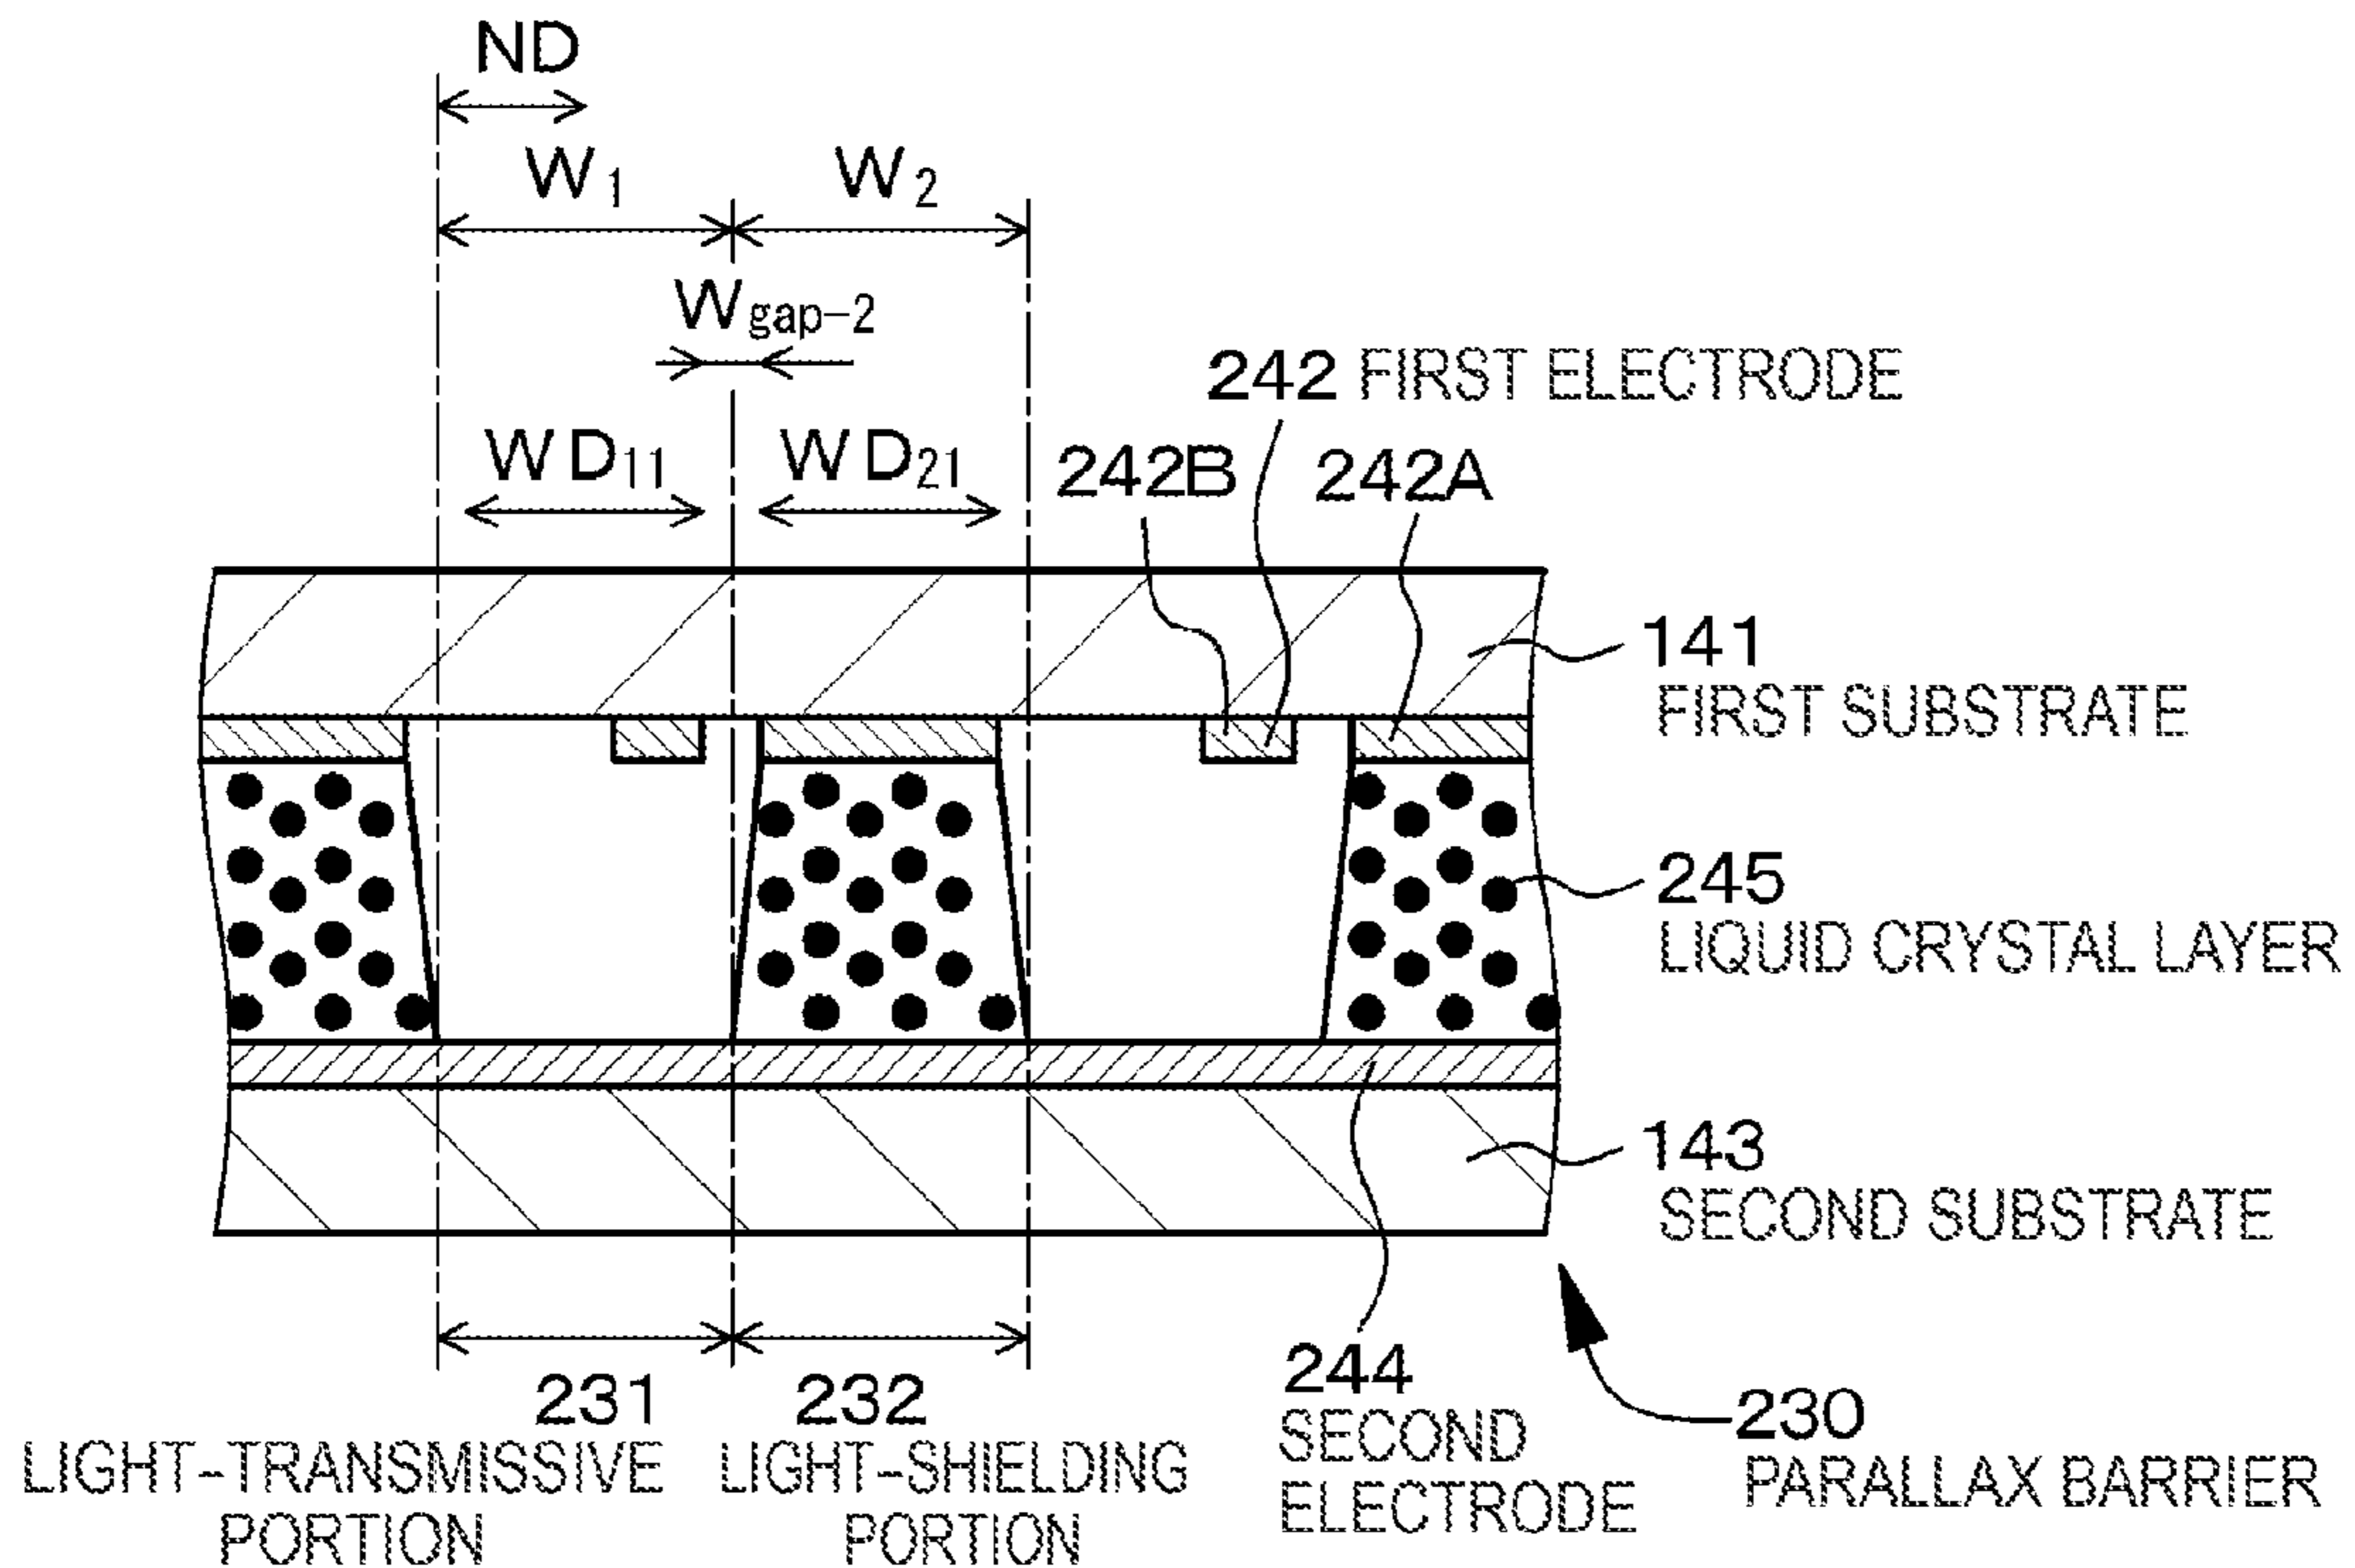 ND
W1 W2
Wgap-2
242 FIRST ELECTRODE
WD11 WD21 242B 242A
141
FIRST SUBSTRATE
245
LIQUID CRYSTAL LAYER
143
SECOND SUBSTRATE
231
LIGHT-TRANSMISSIVE
PORTION
232
LIGHT-SHIELDING
PORTION
244
SECOND
ELECTRODE
230
PARALLAX BARRIER